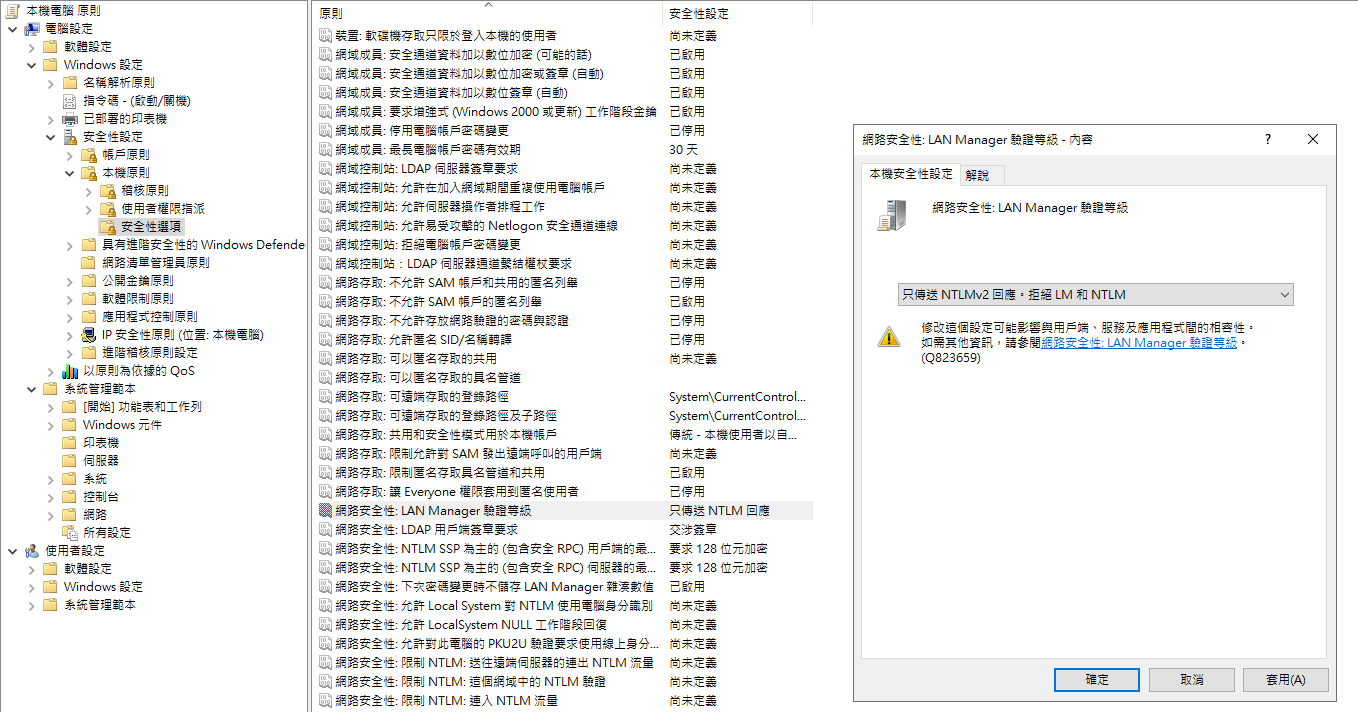 本機電腦 原則
電腦設定
軟體設定
Windows 設定
名稱解析原則
指令碼 - (啟動/關機)
已部署的印表機
安全性設定
帳戶原則
本機原則
稽核原則
使用者權限指派
安全性選項
具有進階安全性的 Windows Defende
網路清單管理員原則
公開金鑰原則
軟體限制原則
應用程式控制原則
IP 安全性原則 (位置: 本機電腦)
進階稽核原則設定
以原則為依據的 QoS
系統管理範本
[開始] 功能表和工作列
Windows 元件
印表機
伺服器
系統
控制台
網路
所有設定
使用者設定
軟體設定
Windows 設定
系統管理範本
原則 安全性設定
裝置: 軟碟機存取只限於登入本機的使用者 尚未定義
網域成員: 安全通道資料加以數位加密 (可能的話) 已啟用
網域成員: 安全通道資料加以數位加密或簽章 (自動) 已啟用
網域成員: 安全通道資料加以數位簽章 (自動) 已啟用
網域成員: 要求增強式 (Windows 2000 或更新) 工作階段金鑰 已啟用
網域成員: 停用電腦帳戶密碼變更 已停用
網域成員: 最長電腦帳戶密碼有效期 30 天
網域控制站: LDAP 伺服器簽章要求 尚未定義
網域控制站: 允許在加入網域期間重複使用電腦帳戶 尚未定義
網域控制站: 允許伺服器操作者排程工作 尚未定義
網域控制站: 允許易受攻擊的 Netlogon 安全通道連線 尚未定義
網域控制站: 拒絕電腦帳戶密碼變更 尚未定義
網域控制站：LDAP 伺服器通道繫結權杖要求 尚未定義
網路存取: 不允許 SAM 帳戶和共用的匿名列舉 已停用
網路存取: 不允許 SAM 帳戶的匿名列舉 已啟用
網路存取: 不允許存放網路驗證的密碼與認證 已停用
網路存取: 允許匿名 SID/名稱轉譯 已停用
網路存取: 可以匿名存取的共用 尚未定義
網路存取: 可以匿名存取的具名管道
網路存取: 可遠端存取的登錄路徑 System\CurrentControl...
網路存取: 可遠端存取的登錄路徑及子路徑 System\CurrentControl...
網路存取: 共用和安全性模式用於本機帳戶 傳統 - 本機使用者以自...
網路存取: 限制允許對 SAM 發出遠端呼叫的用戶端 尚未定義
網路存取: 限制匿名存取具名管道和共用 已啟用
網路存取: 讓 Everyone 權限套用到匿名使用者 已停用
網路安全性: LAN Manager 驗證等級 只傳送 NTLM 回應
網路安全性: LDAP 用戶端簽章要求 交涉簽章
網路安全性: NTLM SSP 為主的 (包含安全 RPC) 用戶端的最... 要求 128 位元加密
網路安全性: NTLM SSP 為主的 (包含安全 RPC) 伺服器的最... 要求 128 位元加密
網路安全性: 下次密碼變更時不儲存 LAN Manager 雜湊數值 已啟用
網路安全性: 允許 Local System 對 NTLM 使用電腦身分識別 尚未定義
網路安全性: 允許 LocalSystem NULL 工作階段回復 尚未定義
網路安全性: 允許對此電腦的 PKU2U 驗證要求使用線上身分... 尚未定義
網路安全性: 限制 NTLM: 送往遠端伺服器的連出 NTLM 流量 尚未定義
網路安全性: 限制 NTLM: 這個網域中的 NTLM 驗證 尚未定義
網路安全性: 限制 NTLM: 連入 NTLM 流量 尚未定義
網路安全性: LAN Manager 驗證等級 - 內容 ?
本機安全性設定 解說
網路安全性: LAN Manager 驗證等級
只傳送 NTLMv2 回應。拒絕 LM 和 NTLM
修改這個設定可能影響與用戶端、服務及應用程式間的相容性。
如需其他資訊，請參閱網路安全性: LAN Manager 驗證等級。
(Q823659)
確定 取消 套用(A)